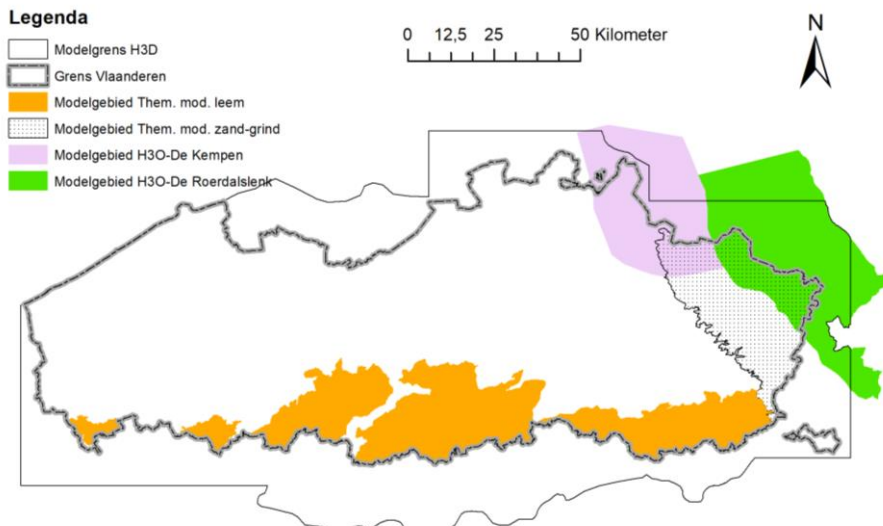 Legenda
Modelgrens H3D
Grens Vlaanderen
Modelgebied Them. mod. leem
Modelgebied Them. mod. zand-grind
Modelgebied H3O-De Kempen
Modelgebied H3O-De Roerdalslenk
0 12,5 25 50 Kilometer
N